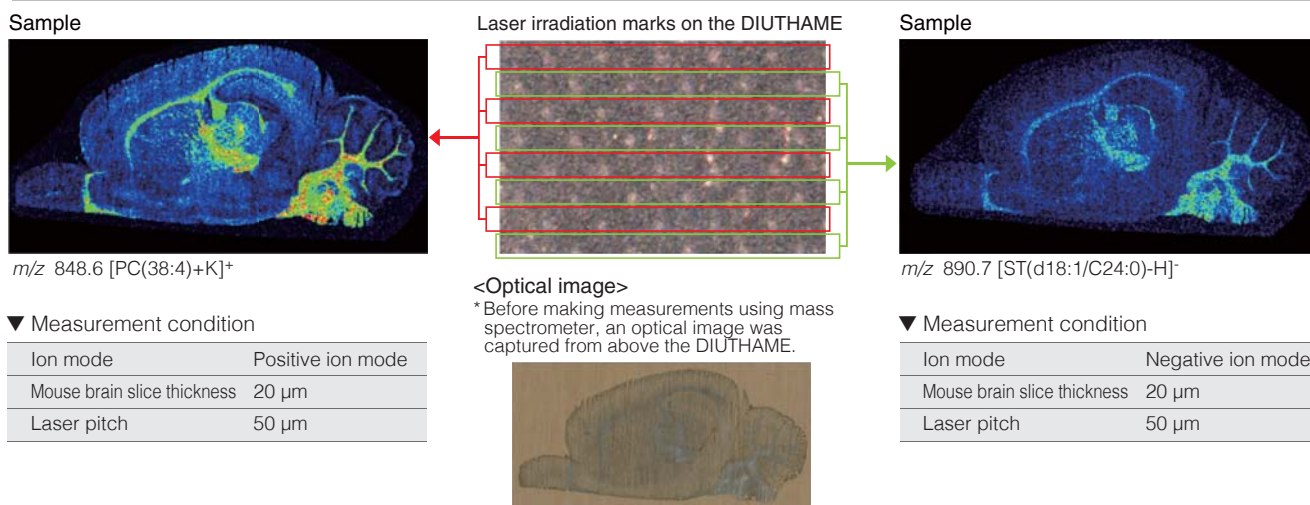 Sample
m/z 848.6 [PC(38:4)+K]+
▼ Measurement condition
Ion mode Positive ion mode
Mouse brain slice thickness 20 µm
Laser pitch 50 µm
Laser irradiation marks on the DIUTHAME
<Optical image>
* Before making measurements using mass
spectrometer, an optical image was
captured from above the DIUTHAME.
Sample
m/z 890.7 [ST(d18:1/C24:0)-H]-
▼ Measurement condition
Ion mode Negative ion mode
Mouse brain slice thickness 20 µm
Laser pitch 50 µm